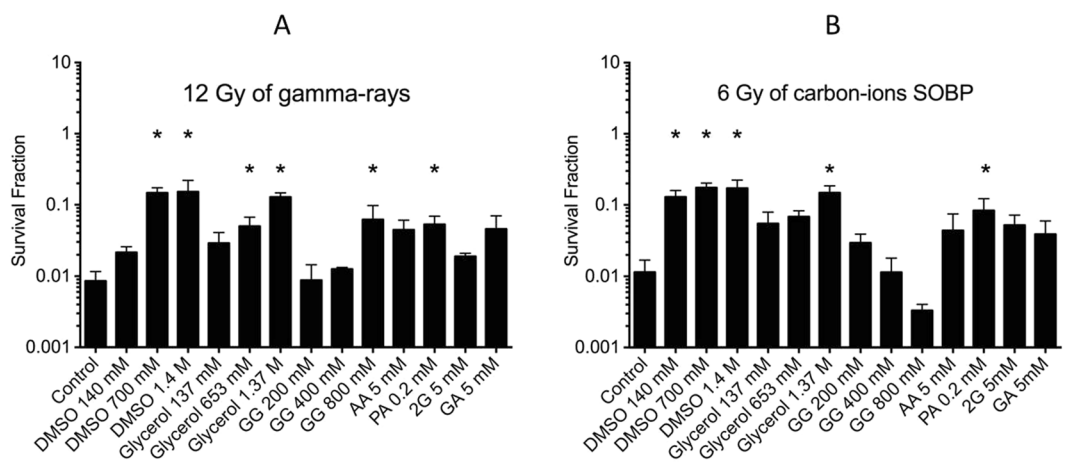 A
12 Gy of gamma-rays
Survival Fraction
10
1
0.1
0.01
0.001
* * * * * *
Control
DMSO 140 mM
DMSO 700 mM
DMSO 1.4 M
Glycerol 137 mM
Glycerol 653 mM
Glycerol 1.37 M
GG 200 mM
GG 400 mM
GG 800 mM
AA 5 mM
PA 0.2 mM
2G 5 mM
GA 5 mM
B
6 Gy of carbon-ions SOBP
Survival Fraction
10
1
0.1
0.01
0.001
* * * * *
Control
DMSO 140 mM
DMSO 700 mM
DMSO 1.4 M
Glycerol 137 mM
Glycerol 653 mM
Glycerol 1.37 M
GG 200 mM
GG 400 mM
GG 800 mM
AA 5 mM
PA 0.2 mM
2G 5mM
GA 5mM